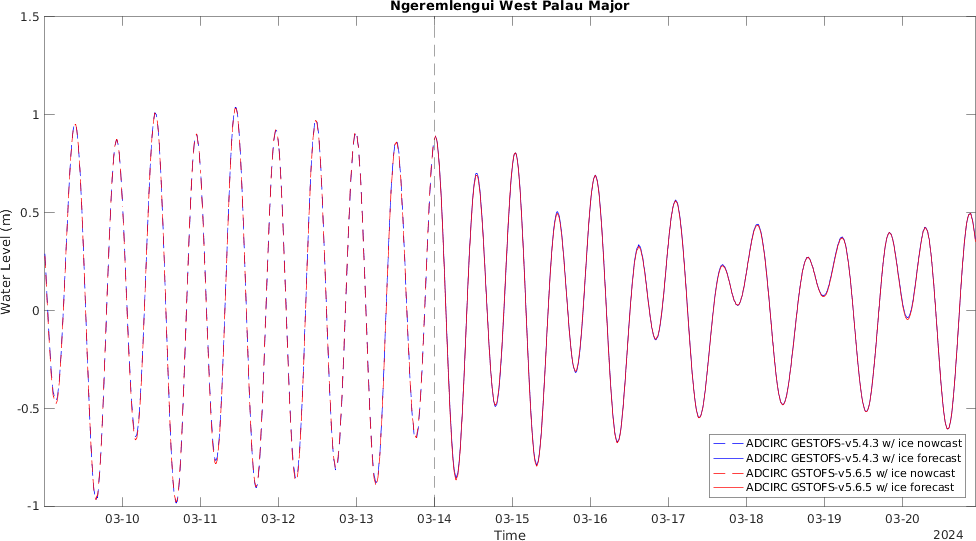 Ngeremlengui West Palau Major
1.5
1
0.5
0
-0.5
-1
Water Level (m)
03-10 03-11 03-12 03-13 03-14 03-15 03-16 03-17 03-18 03-19 03-20
Time
2024
ADCIRC GESTOFS-v5.4.3 w/ ice nowcast
ADCIRC GESTOFS-v5.4.3 w/ ice forecast
ADCIRC GSTOFS-v5.6.5 w/ ice nowcast
ADCIRC GSTOFS-v5.6.5 w/ ice forecast